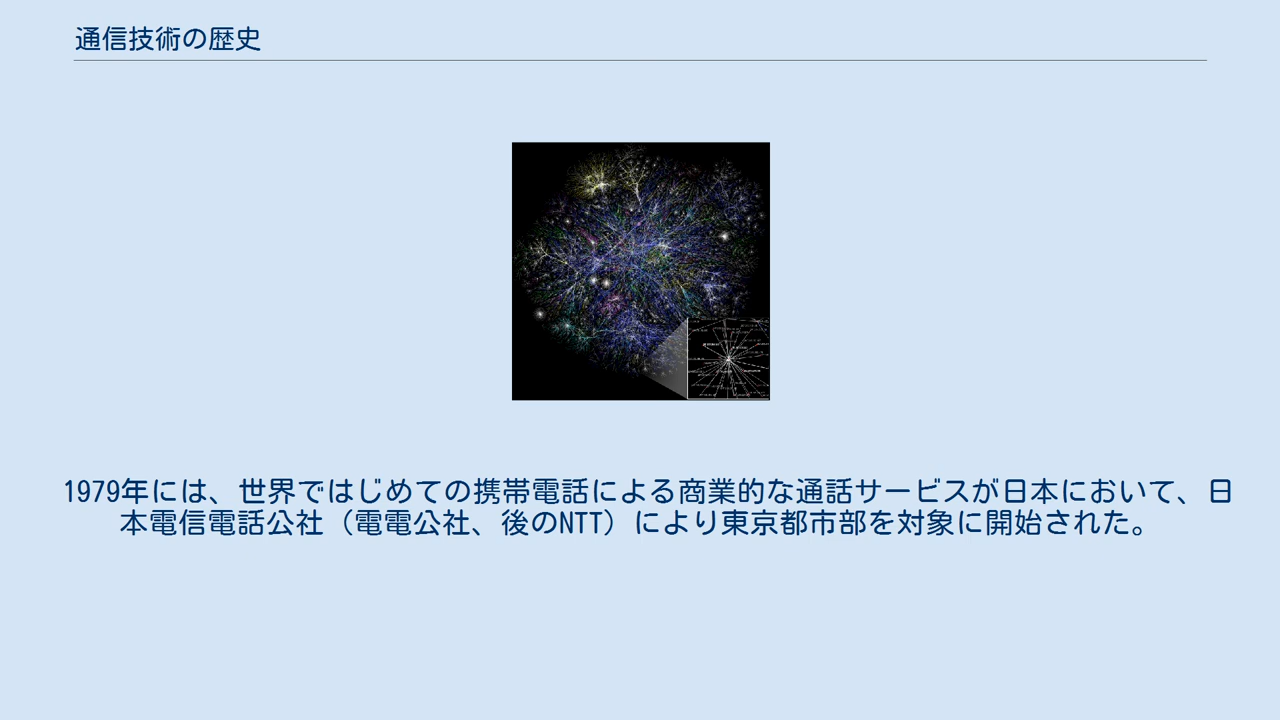 通信技術の歴史
1979年には、世界ではじめての携帯電話による商業的な通話サービスが日本において、日
本電信電話公社（電電公社、後のNTT）により東京都市部を対象に開始された。